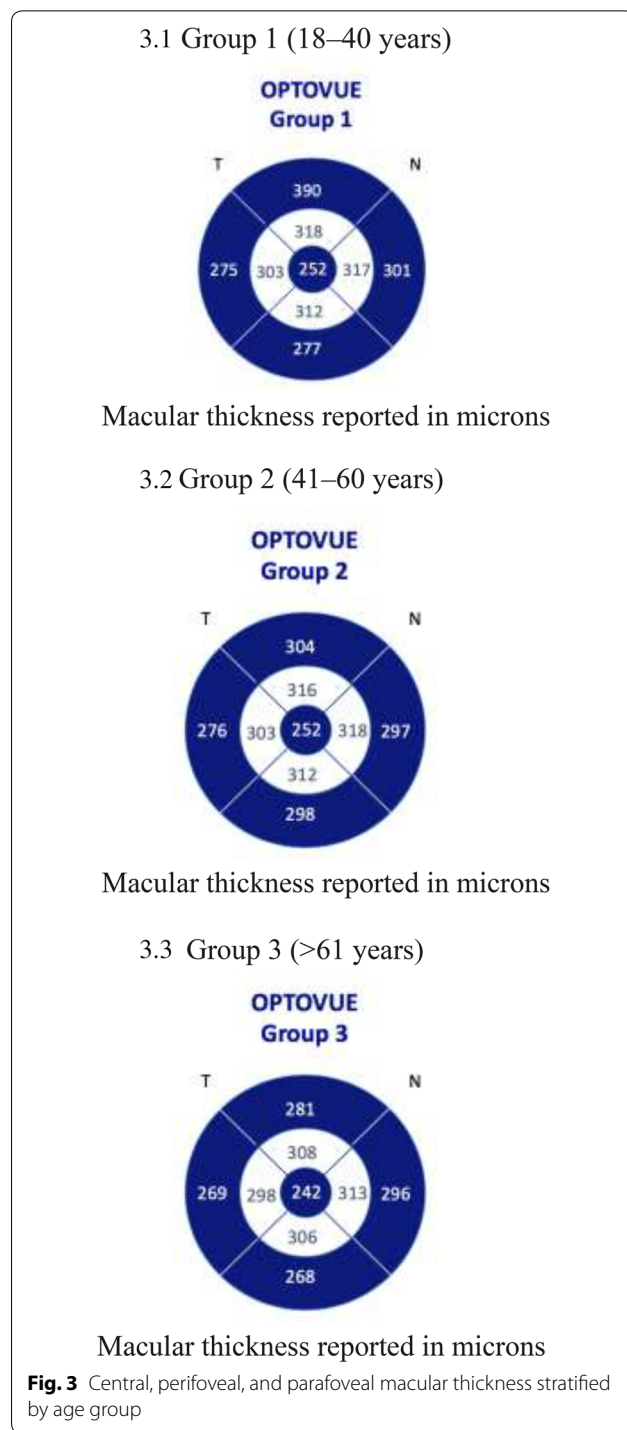 3.1 Group 1 (18–40 years)
OPTOVUE
Group 1
T N
390
318
275 303 252 317 301
312
277
Macular thickness reported in microns
3.2 Group 2 (41–60 years)
OPTOVUE
Group 2
T N
304
316
276 303 252 318 297
312
298
Macular thickness reported in microns
3.3 Group 3 (>61 years)
OPTOVUE
Group 3
T N
281
308
269 298 242 313 296
306
268
Macular thickness reported in microns
Fig. 3 Central, perifoveal, and parafoveal macular thickness stratified
by age group